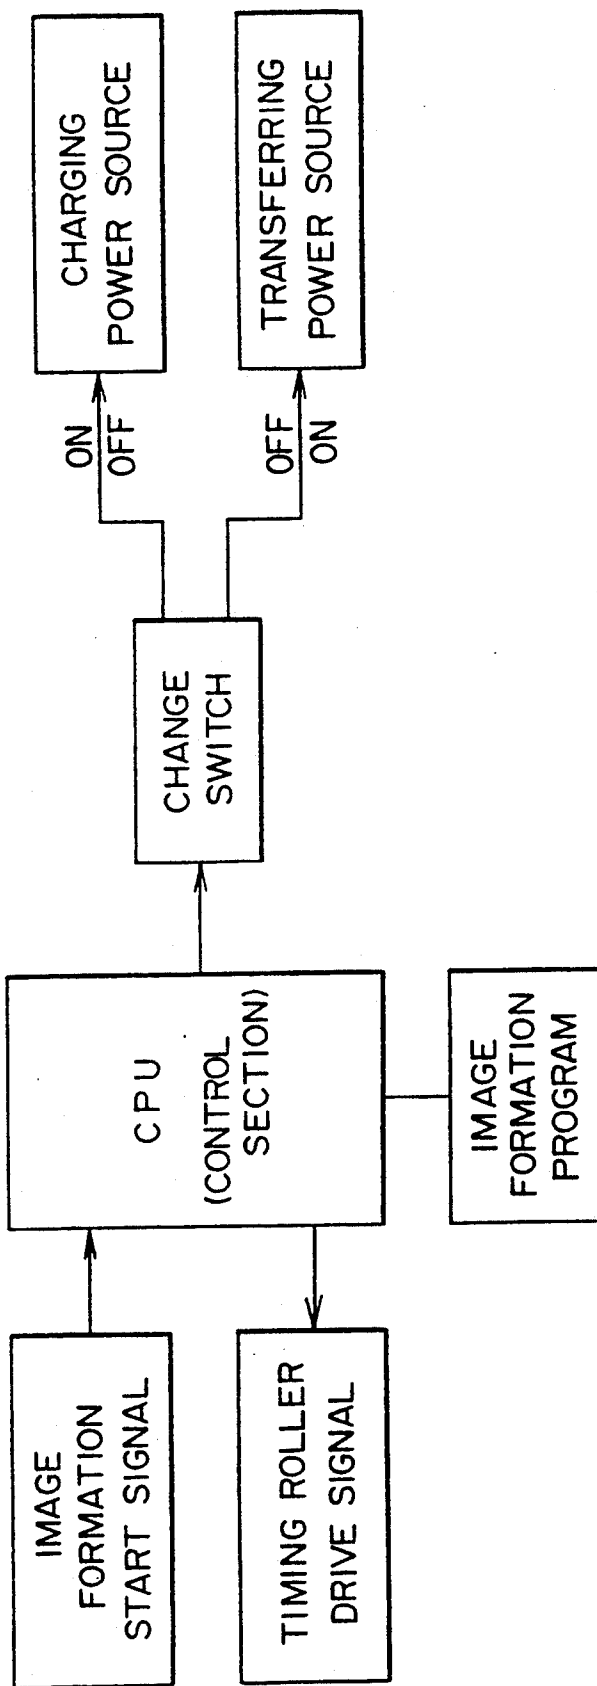 IMAGE
FORMATION
START SIGNAL
TIMING ROLLER
DRIVE SIGNAL
CPU
(CONTROL
SECTION)
IMAGE
FORMATION
PROGRAM
CHANGE
SWITCH
ON
OFF
OFF
ON
CHARGING
POWER SOURCE
TRANSFERRING
POWER SOURCE